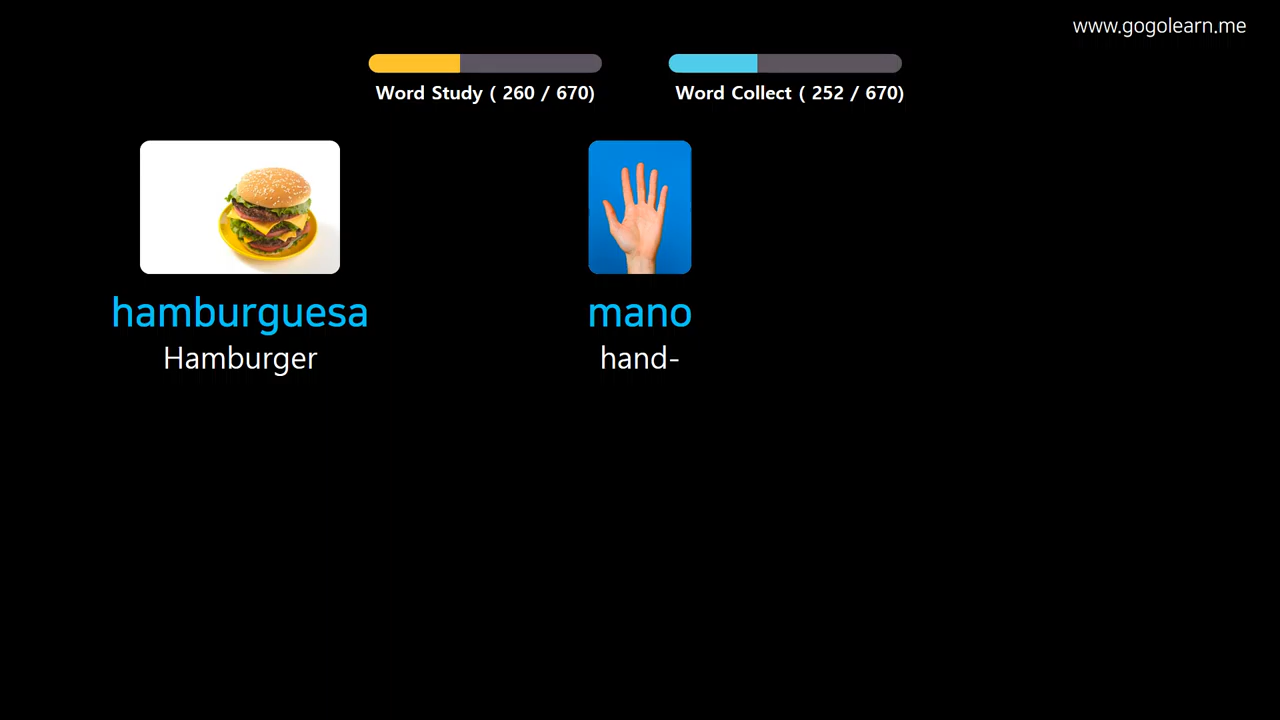 www.gogolearn.me
Word Study ( 260 / 670)
Word Collect ( 252 / 670)
hamburguesa
Hamburger
mano
hand-